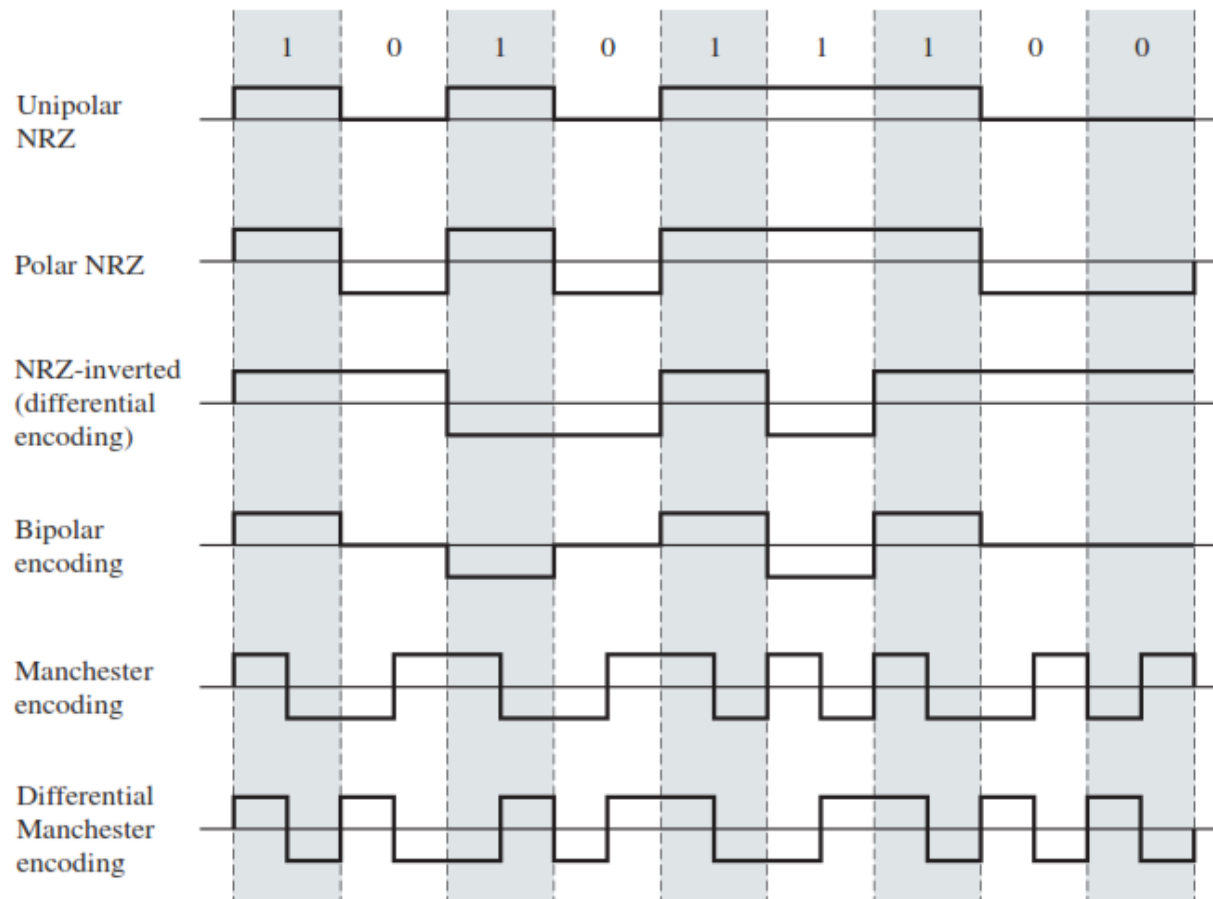 1 0 1 0 1 1 1 0 0
Unipolar
NRZ
Polar NRZ
NRZ-inverted
(differential
encoding)
Bipolar
encoding
Manchester
encoding
Differential
Manchester
encoding